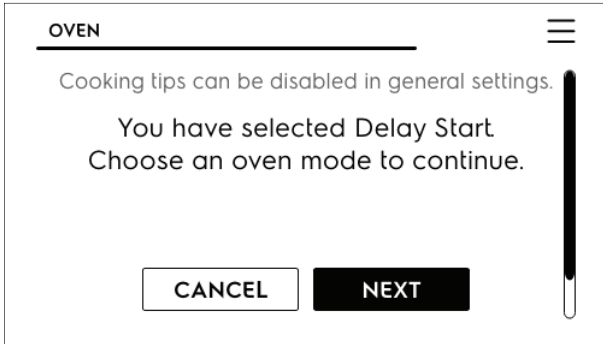 OVEN
Cooking tips can be disabled in general settings.
You have selected Delay Start.
Choose an oven mode to continue.
CANCEL
NEXT